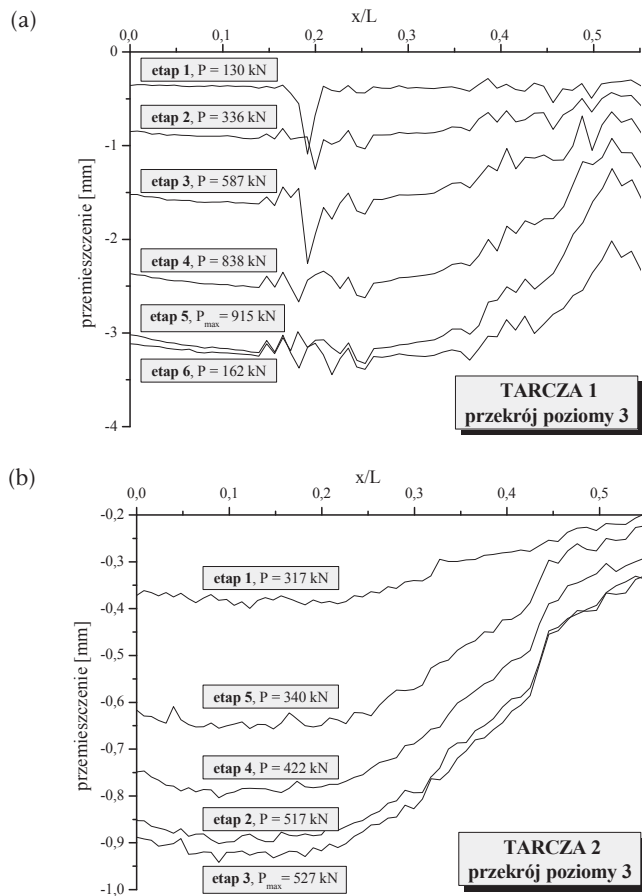 (a)
x/L
0,0 0,1 0,2 0,3 0,4 0,5
0
-1
-2
-3
-4
przemieszczenie [mm]
etap 1, P = 130 kN
etap 2, P = 336 kN
etap 3, P = 587 kN
etap 4, P = 838 kN
etap 5, Pmax = 915 kN
etap 6, P = 162 kN
TARCZA 1
przekrój poziomy 3
(b)
x/L
0,0 0,1 0,2 0,3 0,4 0,5
-0,2
-0,3
-0,4
-0,5
-0,6
-0,7
-0,8
-0,9
-1,0
przemieszczenie [mm]
etap 1, P = 317 kN
etap 5, P = 340 kN
etap 4, P = 422 kN
etap 2, P = 517 kN
etap 3, Pmax = 527 kN
TARCZA 2
przekrój poziomy 3